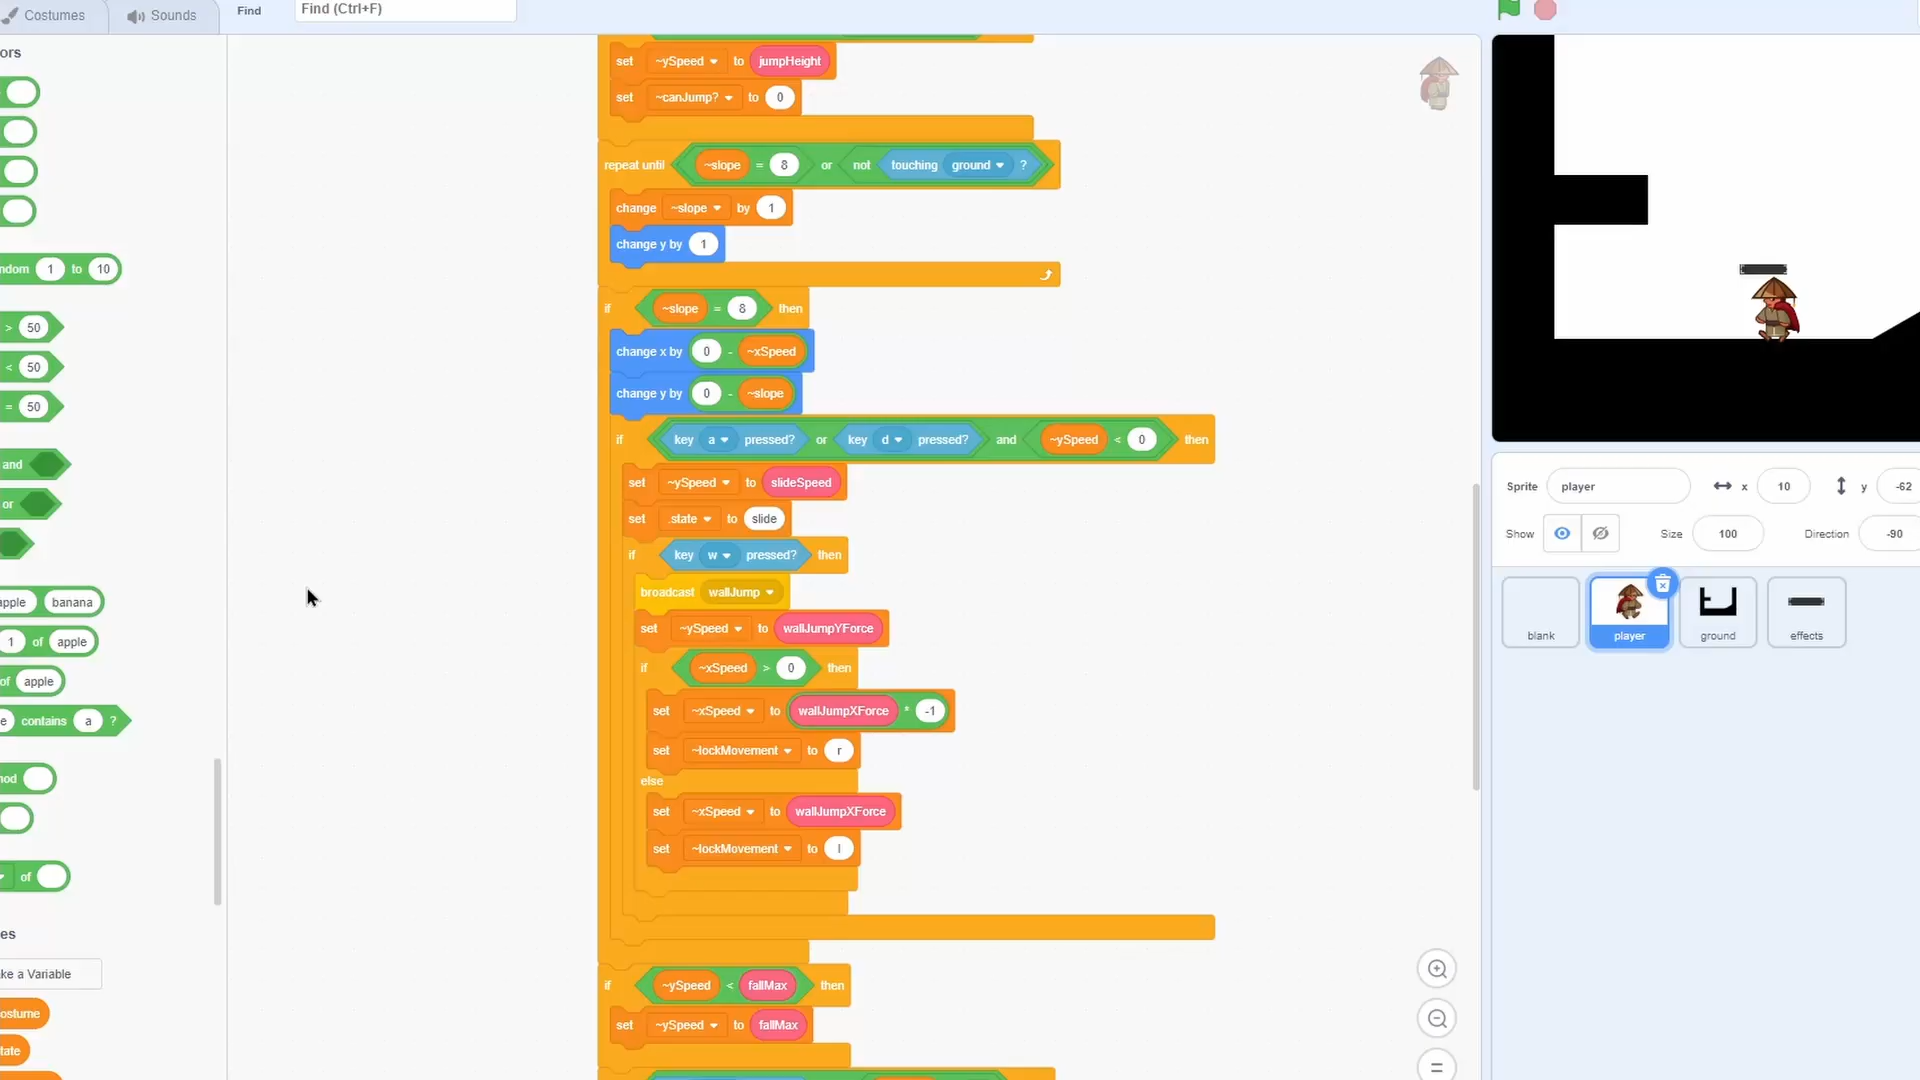 Costumes
Sounds
Find
Find (Ctrl+F)
ors
ndom 1 to 10
> 50
< 50
= 50
and
or
apple banana
1 of apple
of apple
e contains a ?
nod
of
es
ke a Variable
ostume
tate
set ~ySpeed to jumpHeight
set ~canJump? to 0
repeat until ~slope = 8 or not touching ground ?
change ~slope by 1
change y by 1
if ~slope = 8 then
change x by 0 - ~xSpeed
change y by 0 - ~slope
if key a pressed? or key d pressed? and ~ySpeed < 0 then
set ~ySpeed to slideSpeed
set .state to slide
if key w pressed? then
broadcast wallJump
set ~ySpeed to wallJumpYForce
if ~xSpeed > 0 then
set ~xSpeed to wallJumpXForce * -1
set ~lockMovement to r
else
set ~xSpeed to wallJumpXForce
set ~lockMovement to l
if ~ySpeed < fallMax then
set ~ySpeed to fallMax
Sprite player x 10 y -62
Show Size 100 Direction -90
blank
player
ground
effects